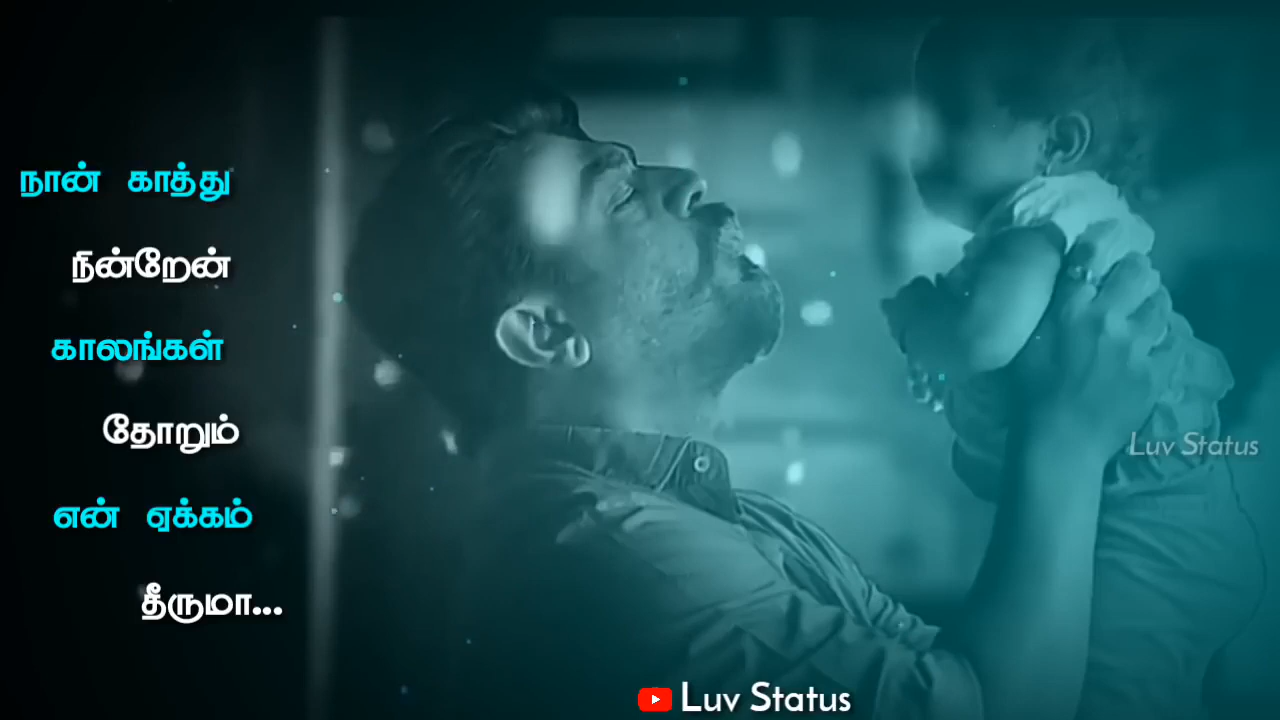 நான் காத்து
நின்றேன்
காலங்கள்
தோறும்
என் ஏக்கம்
தீருமா...
Luv Status
Luv Status